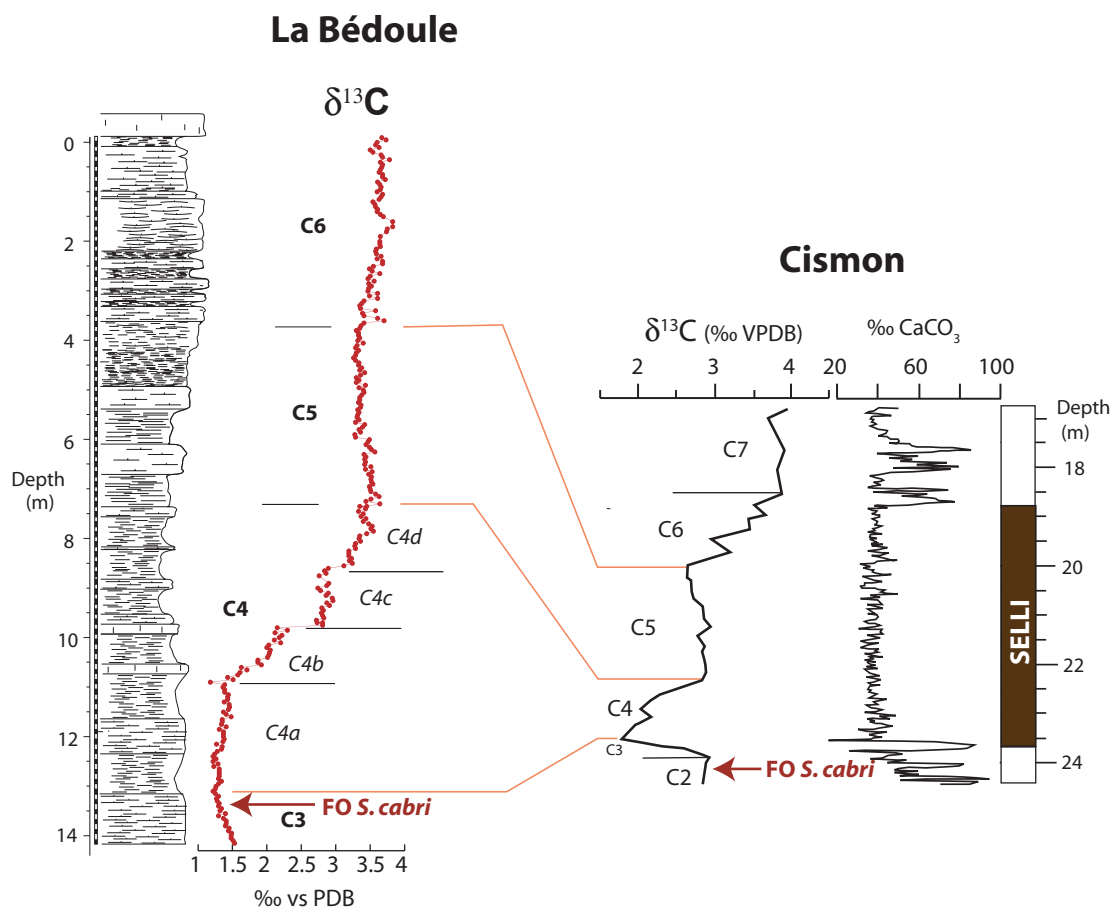 La Bédoule
δ¹³C
0
2
4
6
8
10
12
14
Depth
(m)
C6
C5
C4
C4d
C4c
C4b
C4a
C3
FO S. cabri
1 1.5 2 2.5 3 3.5 4
‰ vs PDB
Cismon
δ¹³C (‰ VPDB)
‰ CaCO₃
2 3 4
20 60 100
Depth
(m)
18
20
22
24
C7
C6
C5
C4
C3
C2
FO S. cabri
SELLI